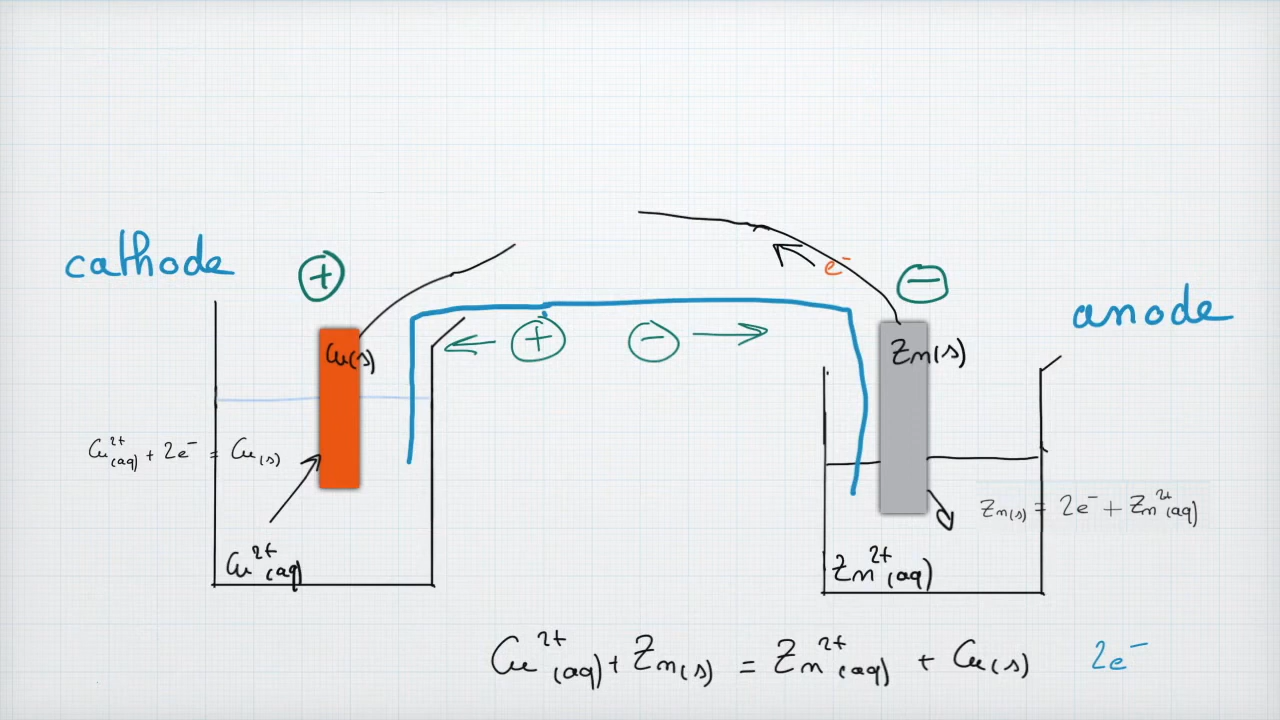 cathode
+
e⁻
−
anode
Cu(s)
+
−
Zn(s)
Cu²⁺(aq) + 2e⁻ = Cu(s)
Zn(s) = 2e⁻ + Zn²⁺(aq)
Cu²⁺(aq)
Zn²⁺(aq)
Cu²⁺(aq) + Zn(s) = Zn²⁺(aq) + Cu(s) 2e⁻